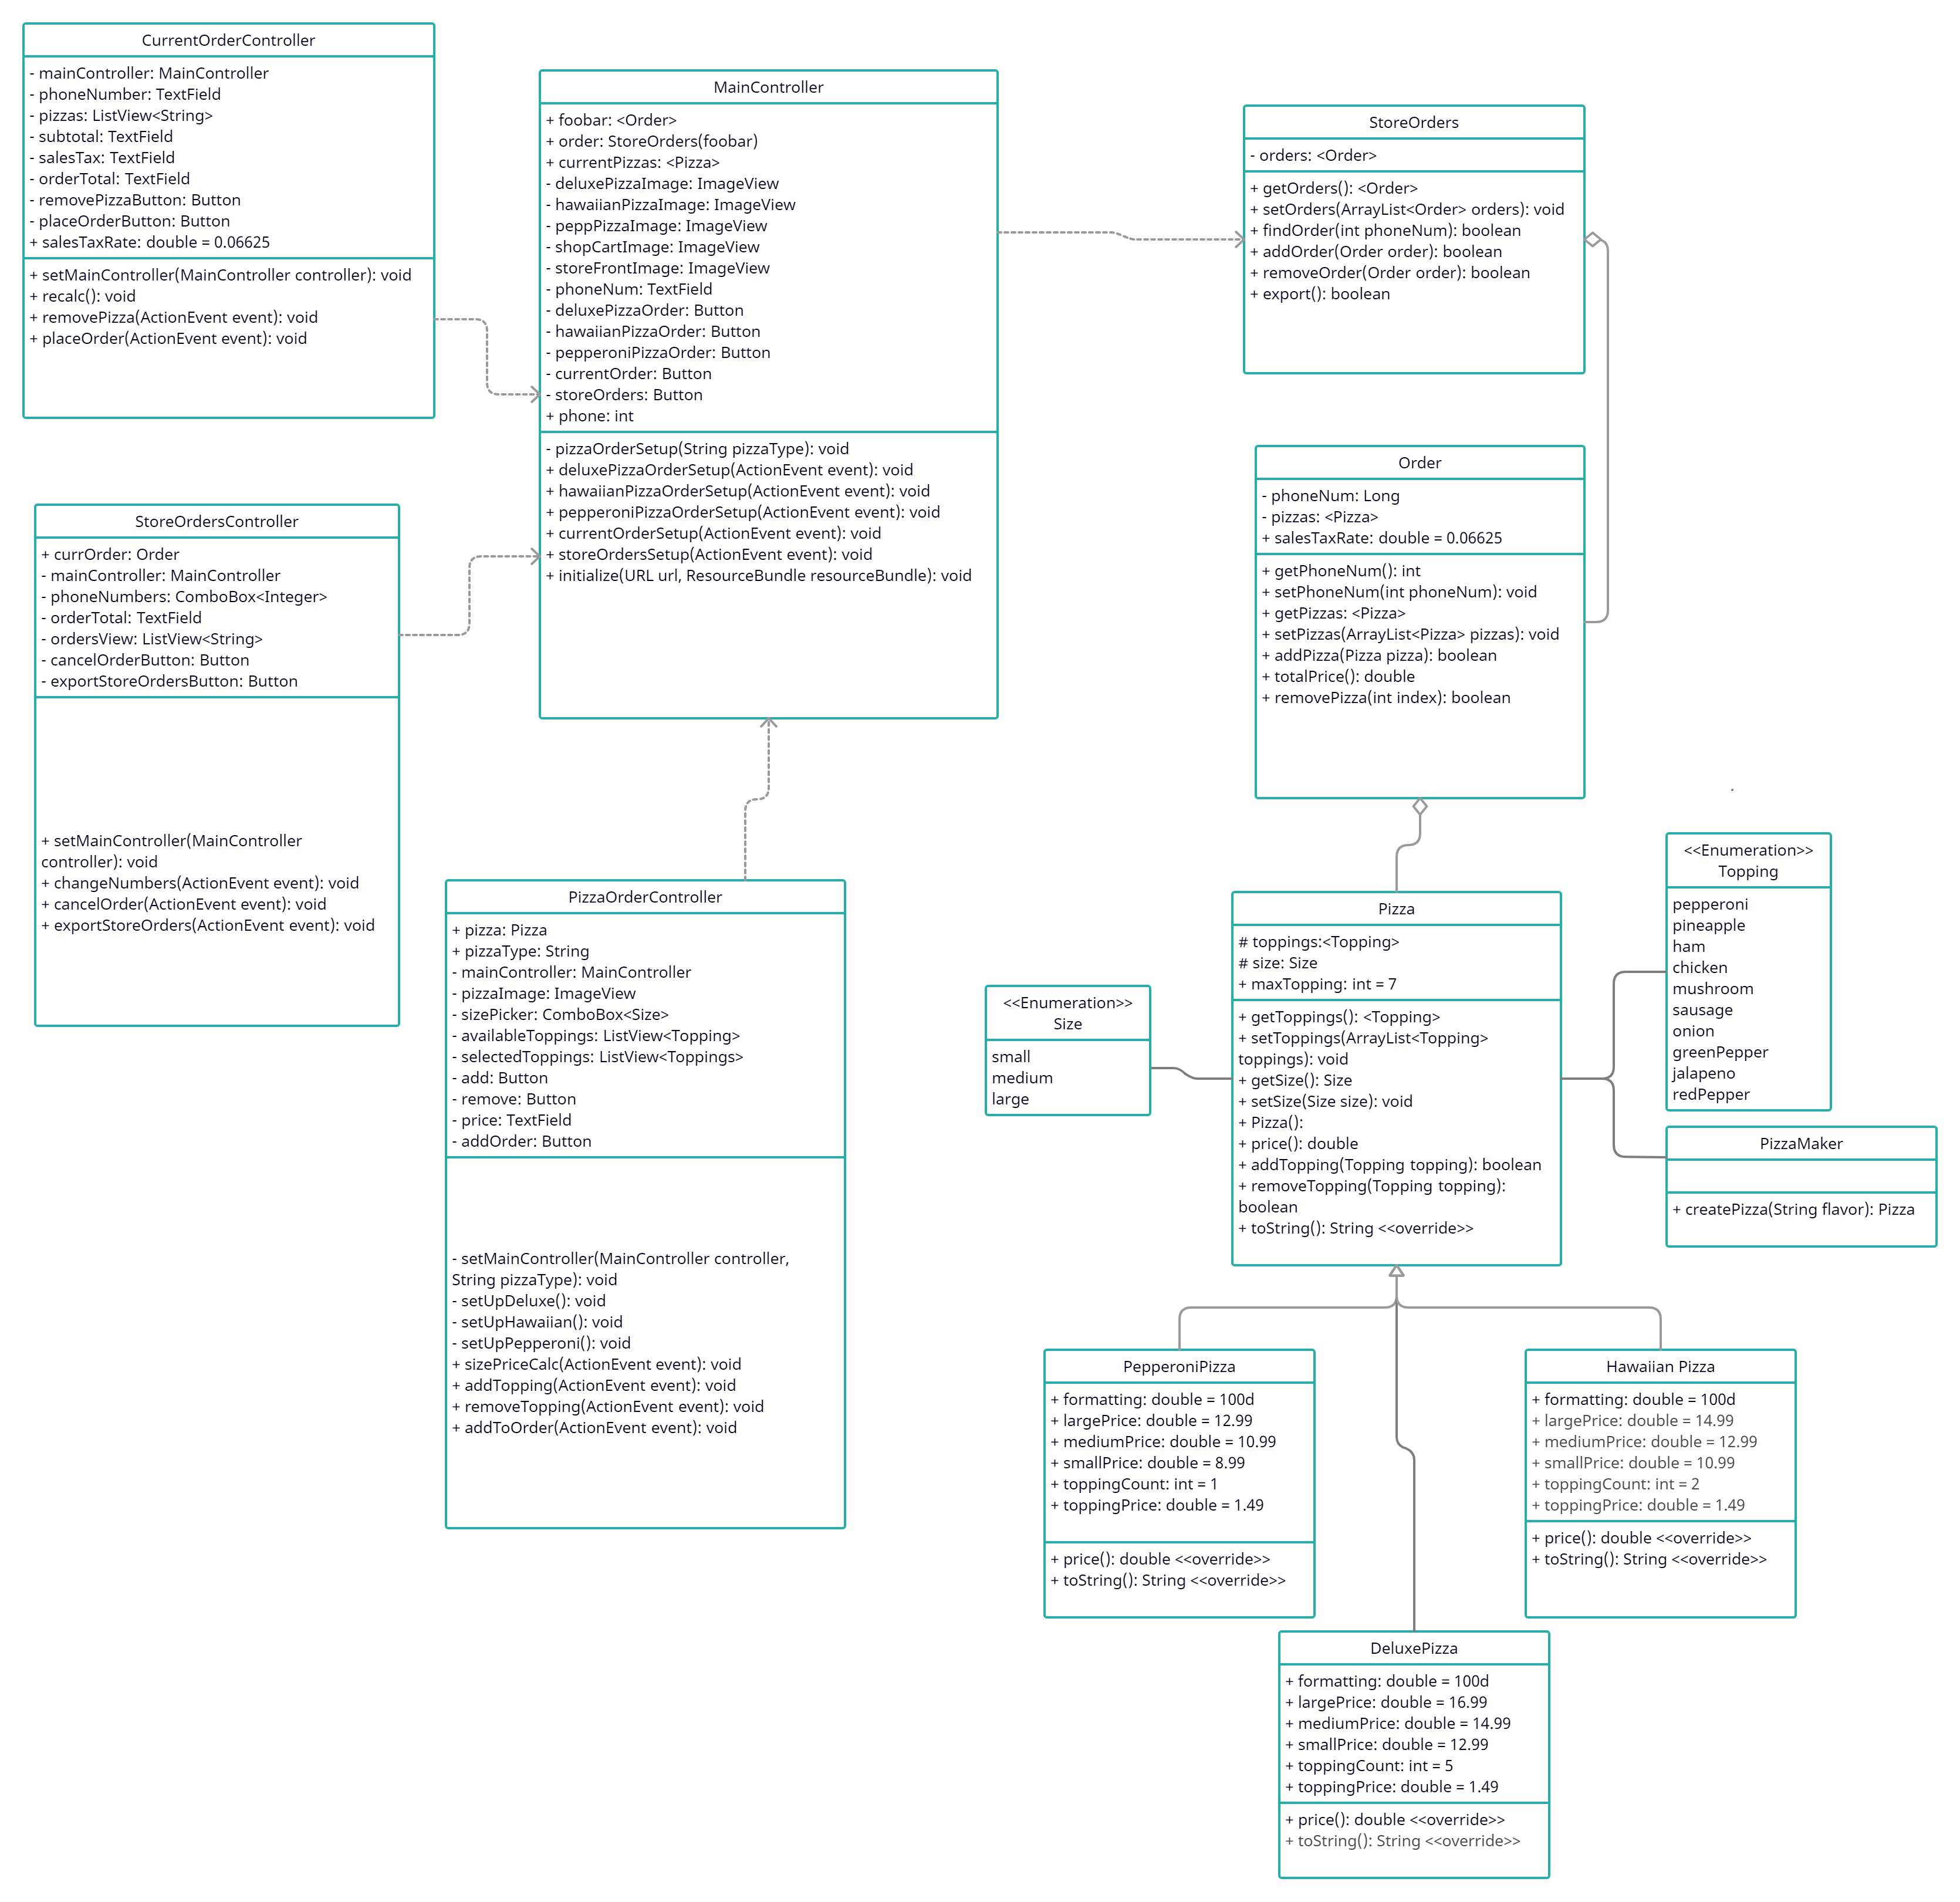 CurrentOrderController
- mainController: MainController
- phoneNumber: TextField
- pizzas: ListView<String>
- subtotal: TextField
- salesTax: TextField
- orderTotal: TextField
- removePizzaButton: Button
- placeOrderButton: Button
+ salesTaxRate: double = 0.06625
+ setMainController(MainController controller): void
+ recalc(): void
+ removePizza(ActionEvent event): void
+ placeOrder(ActionEvent event): void
MainController
+ foobar: <Order>
+ order: StoreOrders(foobar)
+ currentPizzas: <Pizza>
- deluxePizzaImage: ImageView
- hawaiianPizzaImage: ImageView
- peppPizzaImage: ImageView
- shopCartImage: ImageView
- storeFrontImage: ImageView
- phoneNum: TextField
- deluxePizzaOrder: Button
- hawaiianPizzaOrder: Button
- pepperoniPizzaOrder: Button
- currentOrder: Button
- storeOrders: Button
+ phone: int
- pizzaOrderSetup(String pizzaType): void
+ deluxePizzaOrderSetup(ActionEvent event): void
+ hawaiianPizzaOrderSetup(ActionEvent event): void
+ pepperoniPizzaOrderSetup(ActionEvent event): void
+ currentOrderSetup(ActionEvent event): void
+ storeOrdersSetup(ActionEvent event): void
+ initialize(URL url, ResourceBundle resourceBundle): void
StoreOrders
- orders: <Order>
+ getOrders(): <Order>
+ setOrders(ArrayList<Order> orders): void
+ findOrder(int phoneNum): boolean
+ addOrder(Order order): boolean
+ removeOrder(Order order): boolean
+ export(): boolean
Order
- phoneNum: Long
- pizzas: <Pizza>
+ salesTaxRate: double = 0.06625
+ getPhoneNum(): int
+ setPhoneNum(int phoneNum): void
+ getPizzas: <Pizza>
+ setPizzas(ArrayList<Pizza> pizzas): void
+ addPizza(Pizza pizza): boolean
+ totalPrice(): double
+ removePizza(int index): boolean
StoreOrdersController
+ currOrder: Order
- mainController: MainController
- phoneNumbers: ComboBox<Integer>
- orderTotal: TextField
- ordersView: ListView<String>
- cancelOrderButton: Button
- exportStoreOrdersButton: Button
+ setMainController(MainController
controller): void
+ changeNumbers(ActionEvent event): void
+ cancelOrder(ActionEvent event): void
+ exportStoreOrders(ActionEvent event): void
PizzaOrderController
+ pizza: Pizza
+ pizzaType: String
- mainController: MainController
- pizzaImage: ImageView
- sizePicker: ComboBox<Size>
- availableToppings: ListView<Topping>
- selectedToppings: ListView<Toppings>
- add: Button
- remove: Button
- price: TextField
- addOrder: Button
- setMainController(MainController controller,
String pizzaType): void
- setUpDeluxe(): void
- setUpHawaiian(): void
- setUpPepperoni(): void
+ sizePriceCalc(ActionEvent event): void
+ addTopping(ActionEvent event): void
+ removeTopping(ActionEvent event): void
+ addToOrder(ActionEvent event): void
<<Enumeration>>
Size
small
medium
large
Pizza
# toppings:<Topping>
# size: Size
+ maxTopping: int = 7
+ getToppings(): <Topping>
+ setToppings(ArrayList<Topping>
toppings): void
+ getSize(): Size
+ setSize(Size size): void
+ Pizza():
+ price(): double
+ addTopping(Topping topping): boolean
+ removeTopping(Topping topping):
boolean
+ toString(): String <<override>>
<<Enumeration>>
Topping
pepperoni
pineapple
ham
chicken
mushroom
sausage
onion
greenPepper
jalapeno
redPepper
PizzaMaker
+ createPizza(String flavor): Pizza
PepperoniPizza
+ formatting: double = 100d
+ largePrice: double = 12.99
+ mediumPrice: double = 10.99
+ smallPrice: double = 8.99
+ toppingCount: int = 1
+ toppingPrice: double = 1.49
+ price(): double <<override>>
+ toString(): String <<override>>
Hawaiian Pizza
+ formatting: double = 100d
+ largePrice: double = 14.99
+ mediumPrice: double = 12.99
+ smallPrice: double = 10.99
+ toppingCount: int = 2
+ toppingPrice: double = 1.49
+ price(): double <<override>>
+ toString(): String <<override>>
DeluxePizza
+ formatting: double = 100d
+ largePrice: double = 16.99
+ mediumPrice: double = 14.99
+ smallPrice: double = 12.99
+ toppingCount: int = 5
+ toppingPrice: double = 1.49
+ price(): double <<override>>
+ toString(): String <<override>>